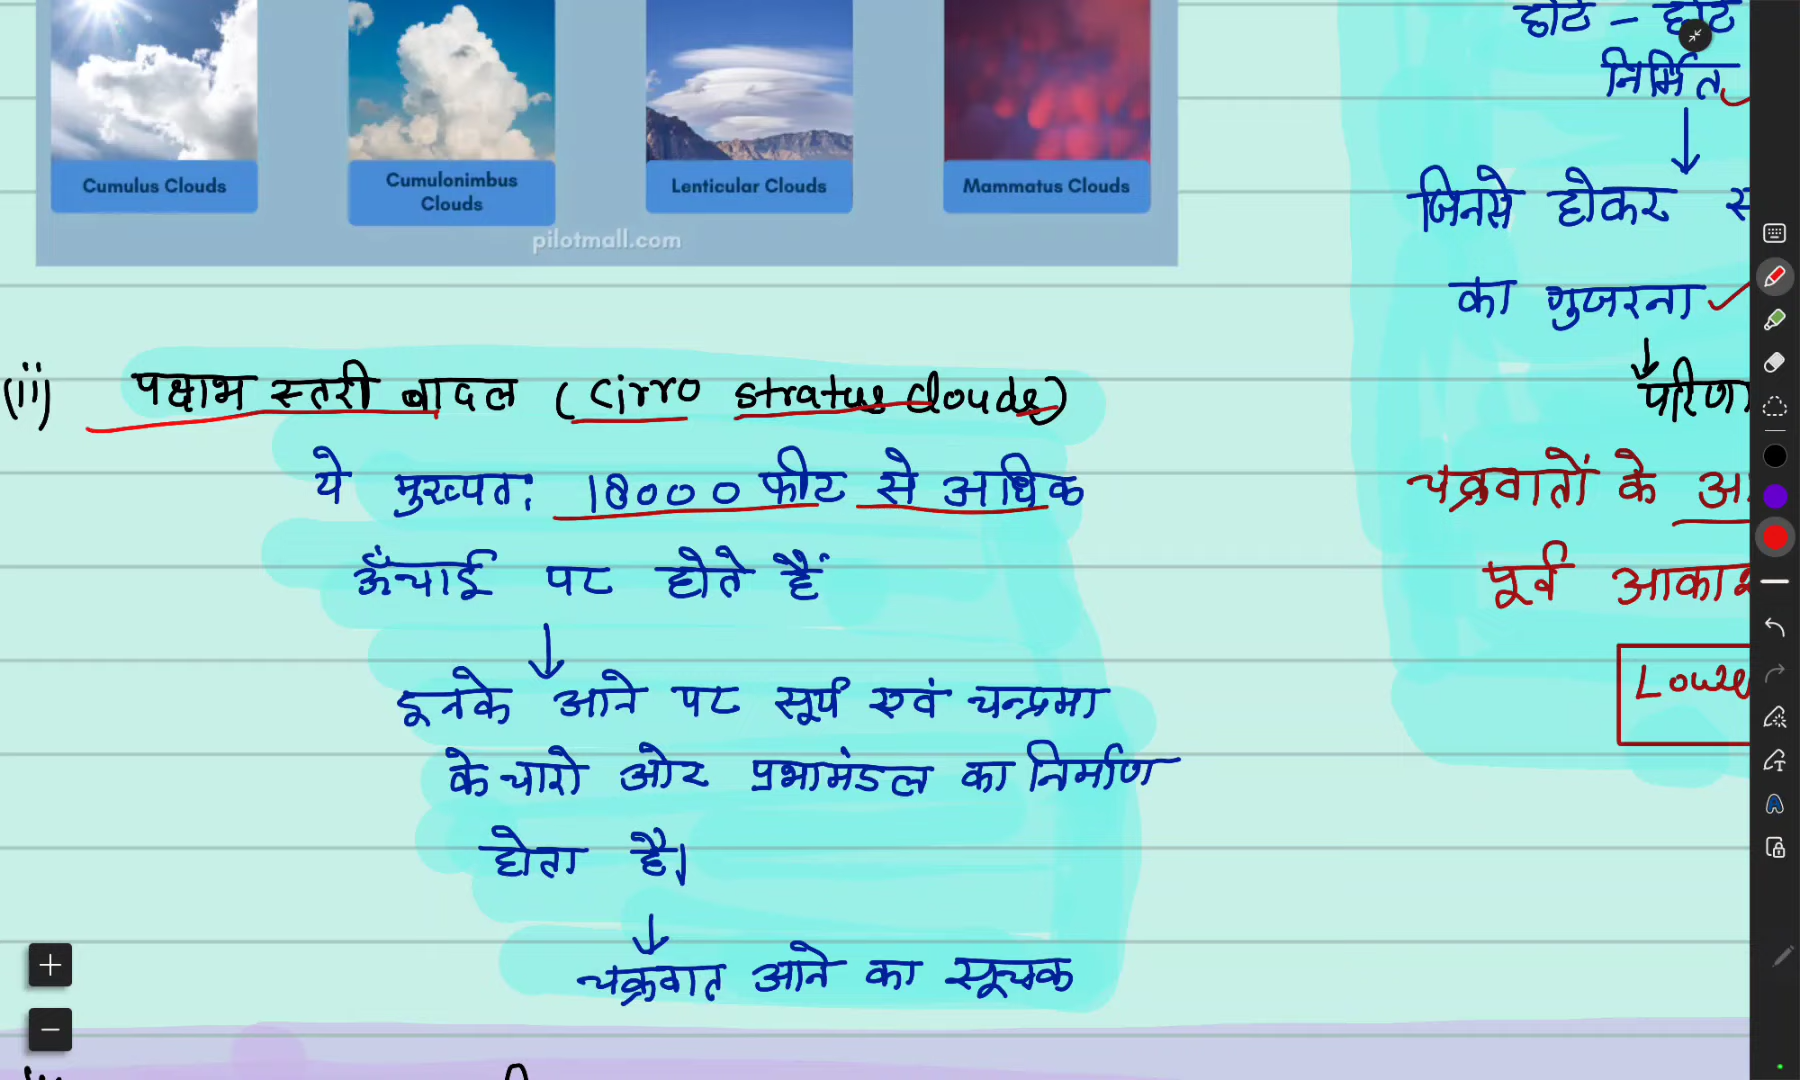 Cumulus Clouds
Cumulonimbus
Clouds
Lenticular Clouds
Mammatus Clouds
pilotmall.com
(ii) पक्षाभ स्तरी बादल (Cirro stratus clouds)
ये मुख्यतः 18000 फीट से अधिक
ऊँचाई पर होते हैं
↓
इनके आने पर सूर्य एवं चन्द्रमा
के चारो ओर प्रभामंडल का निर्माण
होता है।
↓
चक्रवात आने का सूचक
छोटे - छोटे
निर्मित
↓
जिनसे होकर
का गुजरना
↓
चक्रवातों के
पूर्व